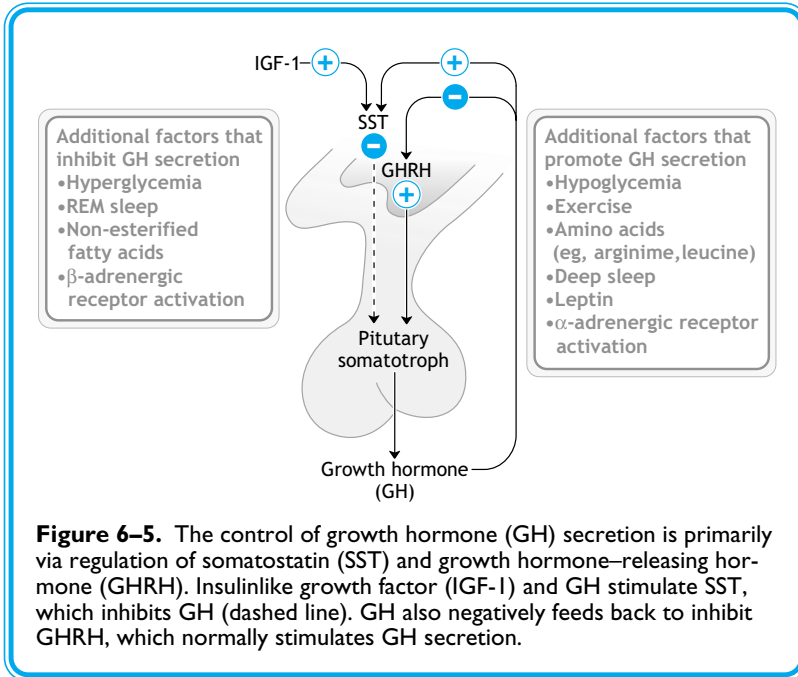 IGF-1
SST
GHRH
Additional factors that
inhibit GH secretion
•Hyperglycemia
•REM sleep
•Non-esterified
fatty acids
•β-adrenergic
receptor activation
Additional factors that
promote GH secretion
•Hypoglycemia
•Exercise
•Amino acids
(eg, arginime,leucine)
•Deep sleep
•Leptin
•α-adrenergic receptor
activation
Pitutary
somatotroph
Growth hormone
(GH)
Figure 6–5. The control of growth hormone (GH) secretion is primarily
via regulation of somatostatin (SST) and growth hormone–releasing hor-
mone (GHRH). Insulinlike growth factor (IGF-1) and GH stimulate SST,
which inhibits GH (dashed line). GH also negatively feeds back to inhibit
GHRH, which normally stimulates GH secretion.